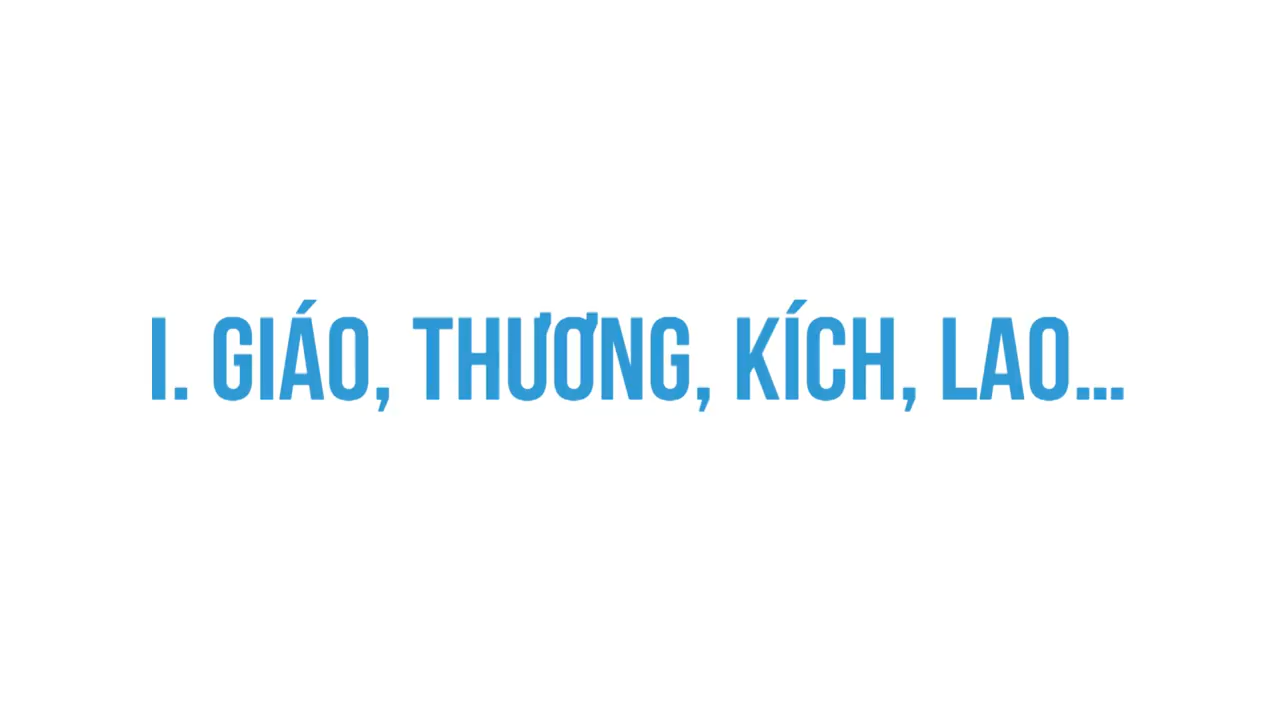 I. GIÁO, THƯƠNG, KÍCH, LAO...